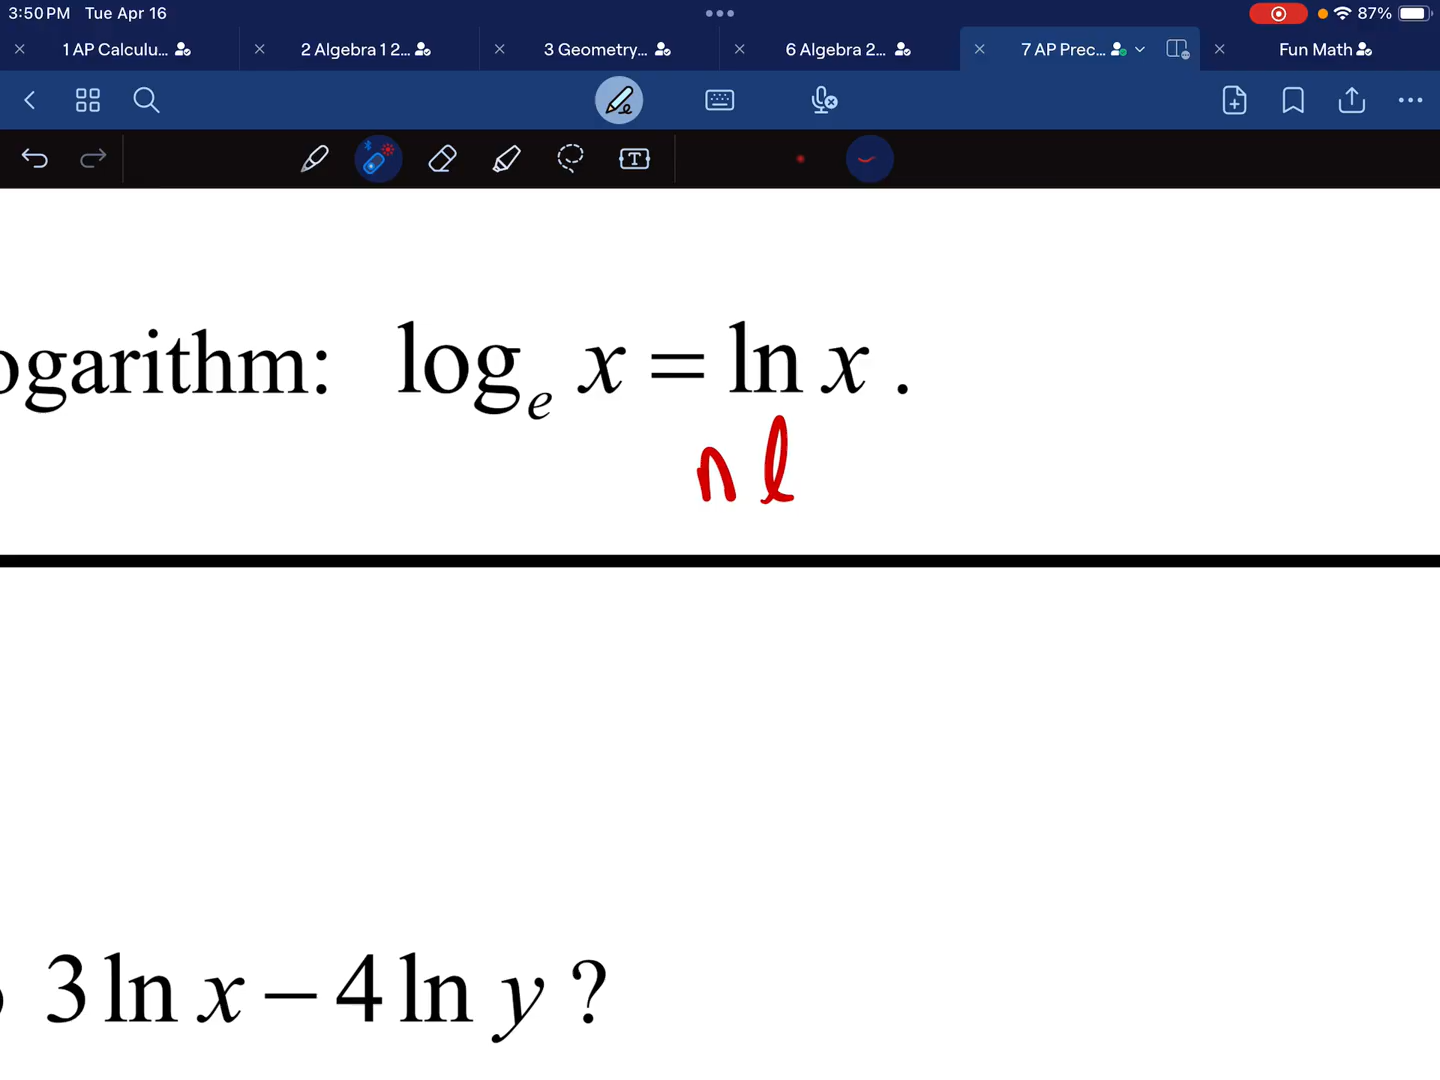 3:50 PM Tue Apr 16 87%
1 AP Calculu... 2 Algebra 1 2... 3 Geometry... 6 Algebra 2... 7 AP Prec... Fun Math
T
ogarithm: logₑ x = ln x .
n l
3 ln x − 4 ln y ?